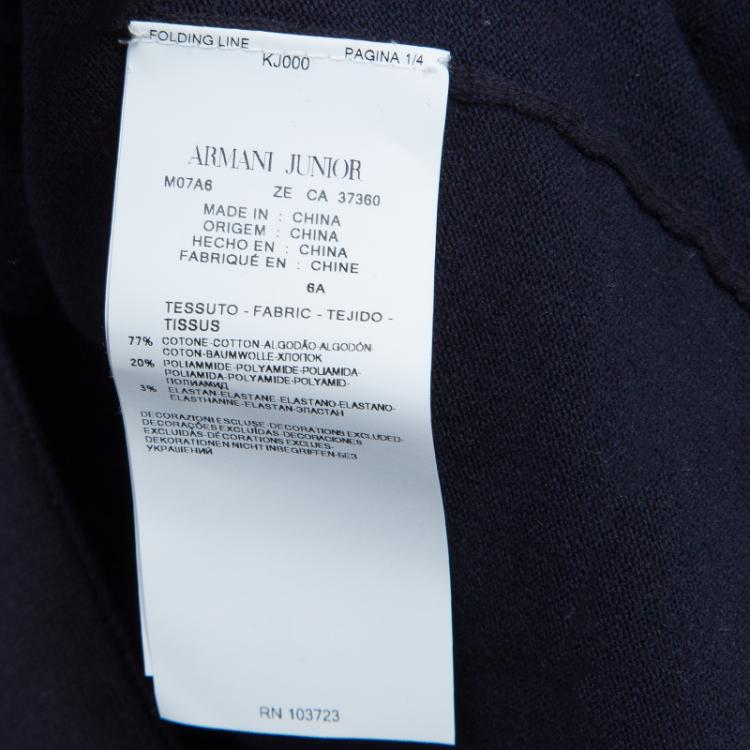 FOLDING LINE PAGINA 1/4
KJ000
ARMANI JUNIOR
M07A6 ZE CA 37360
MADE IN : CHINA
ORIGEM : CHINA
HECHO EN : CHINA
FABRIQUÉ EN : CHINE
6A
TESSUTO - FABRIC - TEJIDO -
TISSUS
77% COTONE-COTTON-ALGODÃO-ALGODÓN-
COTON-BAUMWOLLE-ХЛОПОК
20% POLIAMMIDE-POLYAMIDE-POLIAMIDA-
POLIAMIDA-POLYAMIDE-POLYAMID-
ПОЛИАМИД
3% ELASTAN-ELASTANE-ELASTANO-ELASTANO-
ELASTHANNE-ELASTAN-ЭЛАСТАН
DECORAZIONI ESCLUSE-DECORATIONS EXCLUDED-
DECORAÇÕES EXCLUÍDAS-DECORACIONES
EXCLUIDAS-DÉCORATIONS EXCLUES-
DEKORATIONEN NICHT INBEGRIFFEN-БЕЗ
УКРАШЕНИЙ
RN 103723